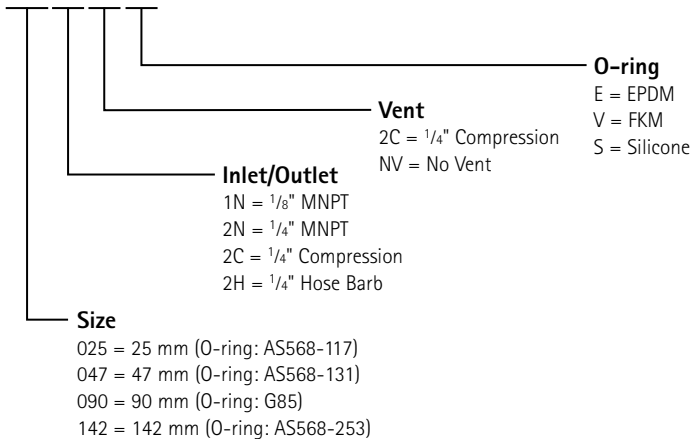 O-ring
E = EPDM
V = FKM
S = Silicone
Vent
2C = 1/4" Compression
NV = No Vent
Inlet/Outlet
1N = 1/8" MNPT
2N = 1/4" MNPT
2C = 1/4" Compression
2H = 1/4" Hose Barb
Size
025 = 25 mm (O-ring: AS568-117)
047 = 47 mm (O-ring: AS568-131)
090 = 90 mm (O-ring: G85)
142 = 142 mm (O-ring: AS568-253)